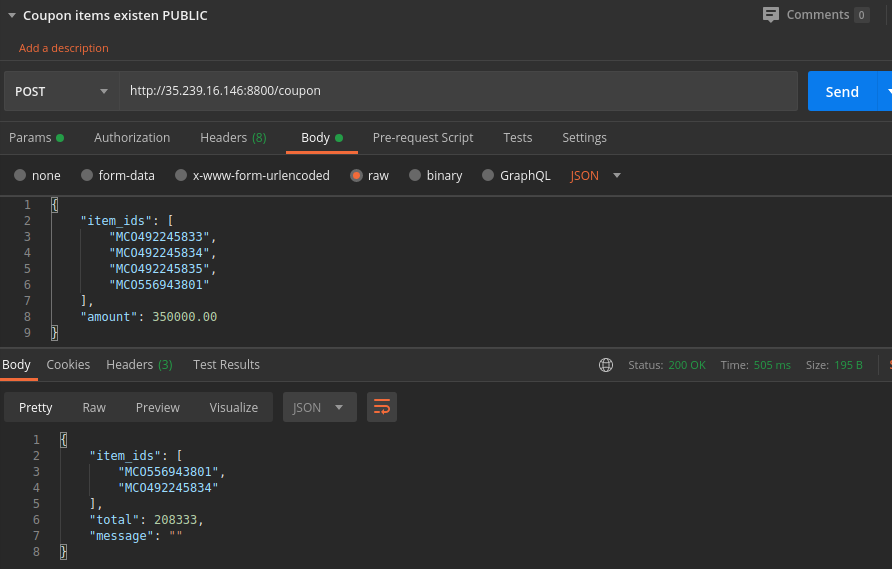 Coupon items existen PUBLIC
Comments 0
Add a description
POST http://35.239.16.146:8800/coupon Send
Params Authorization Headers (8) Body Pre-request Script Tests Settings
none form-data x-www-form-urlencoded raw binary GraphQL JSON
1 {
2 "item_ids": [
3 "MCO492245833",
4 "MCO492245834",
5 "MCO492245835",
6 "MCO556943801"
7 ],
8 "amount": 350000.00
9 }
Body Cookies Headers (3) Test Results Status: 200 OK Time: 505 ms Size: 195 B
Pretty Raw Preview Visualize JSON
1 {
2 "item_ids": [
3 "MCO556943801",
4 "MCO492245834"
5 ],
6 "total": 208333,
7 "message": ""
8 }